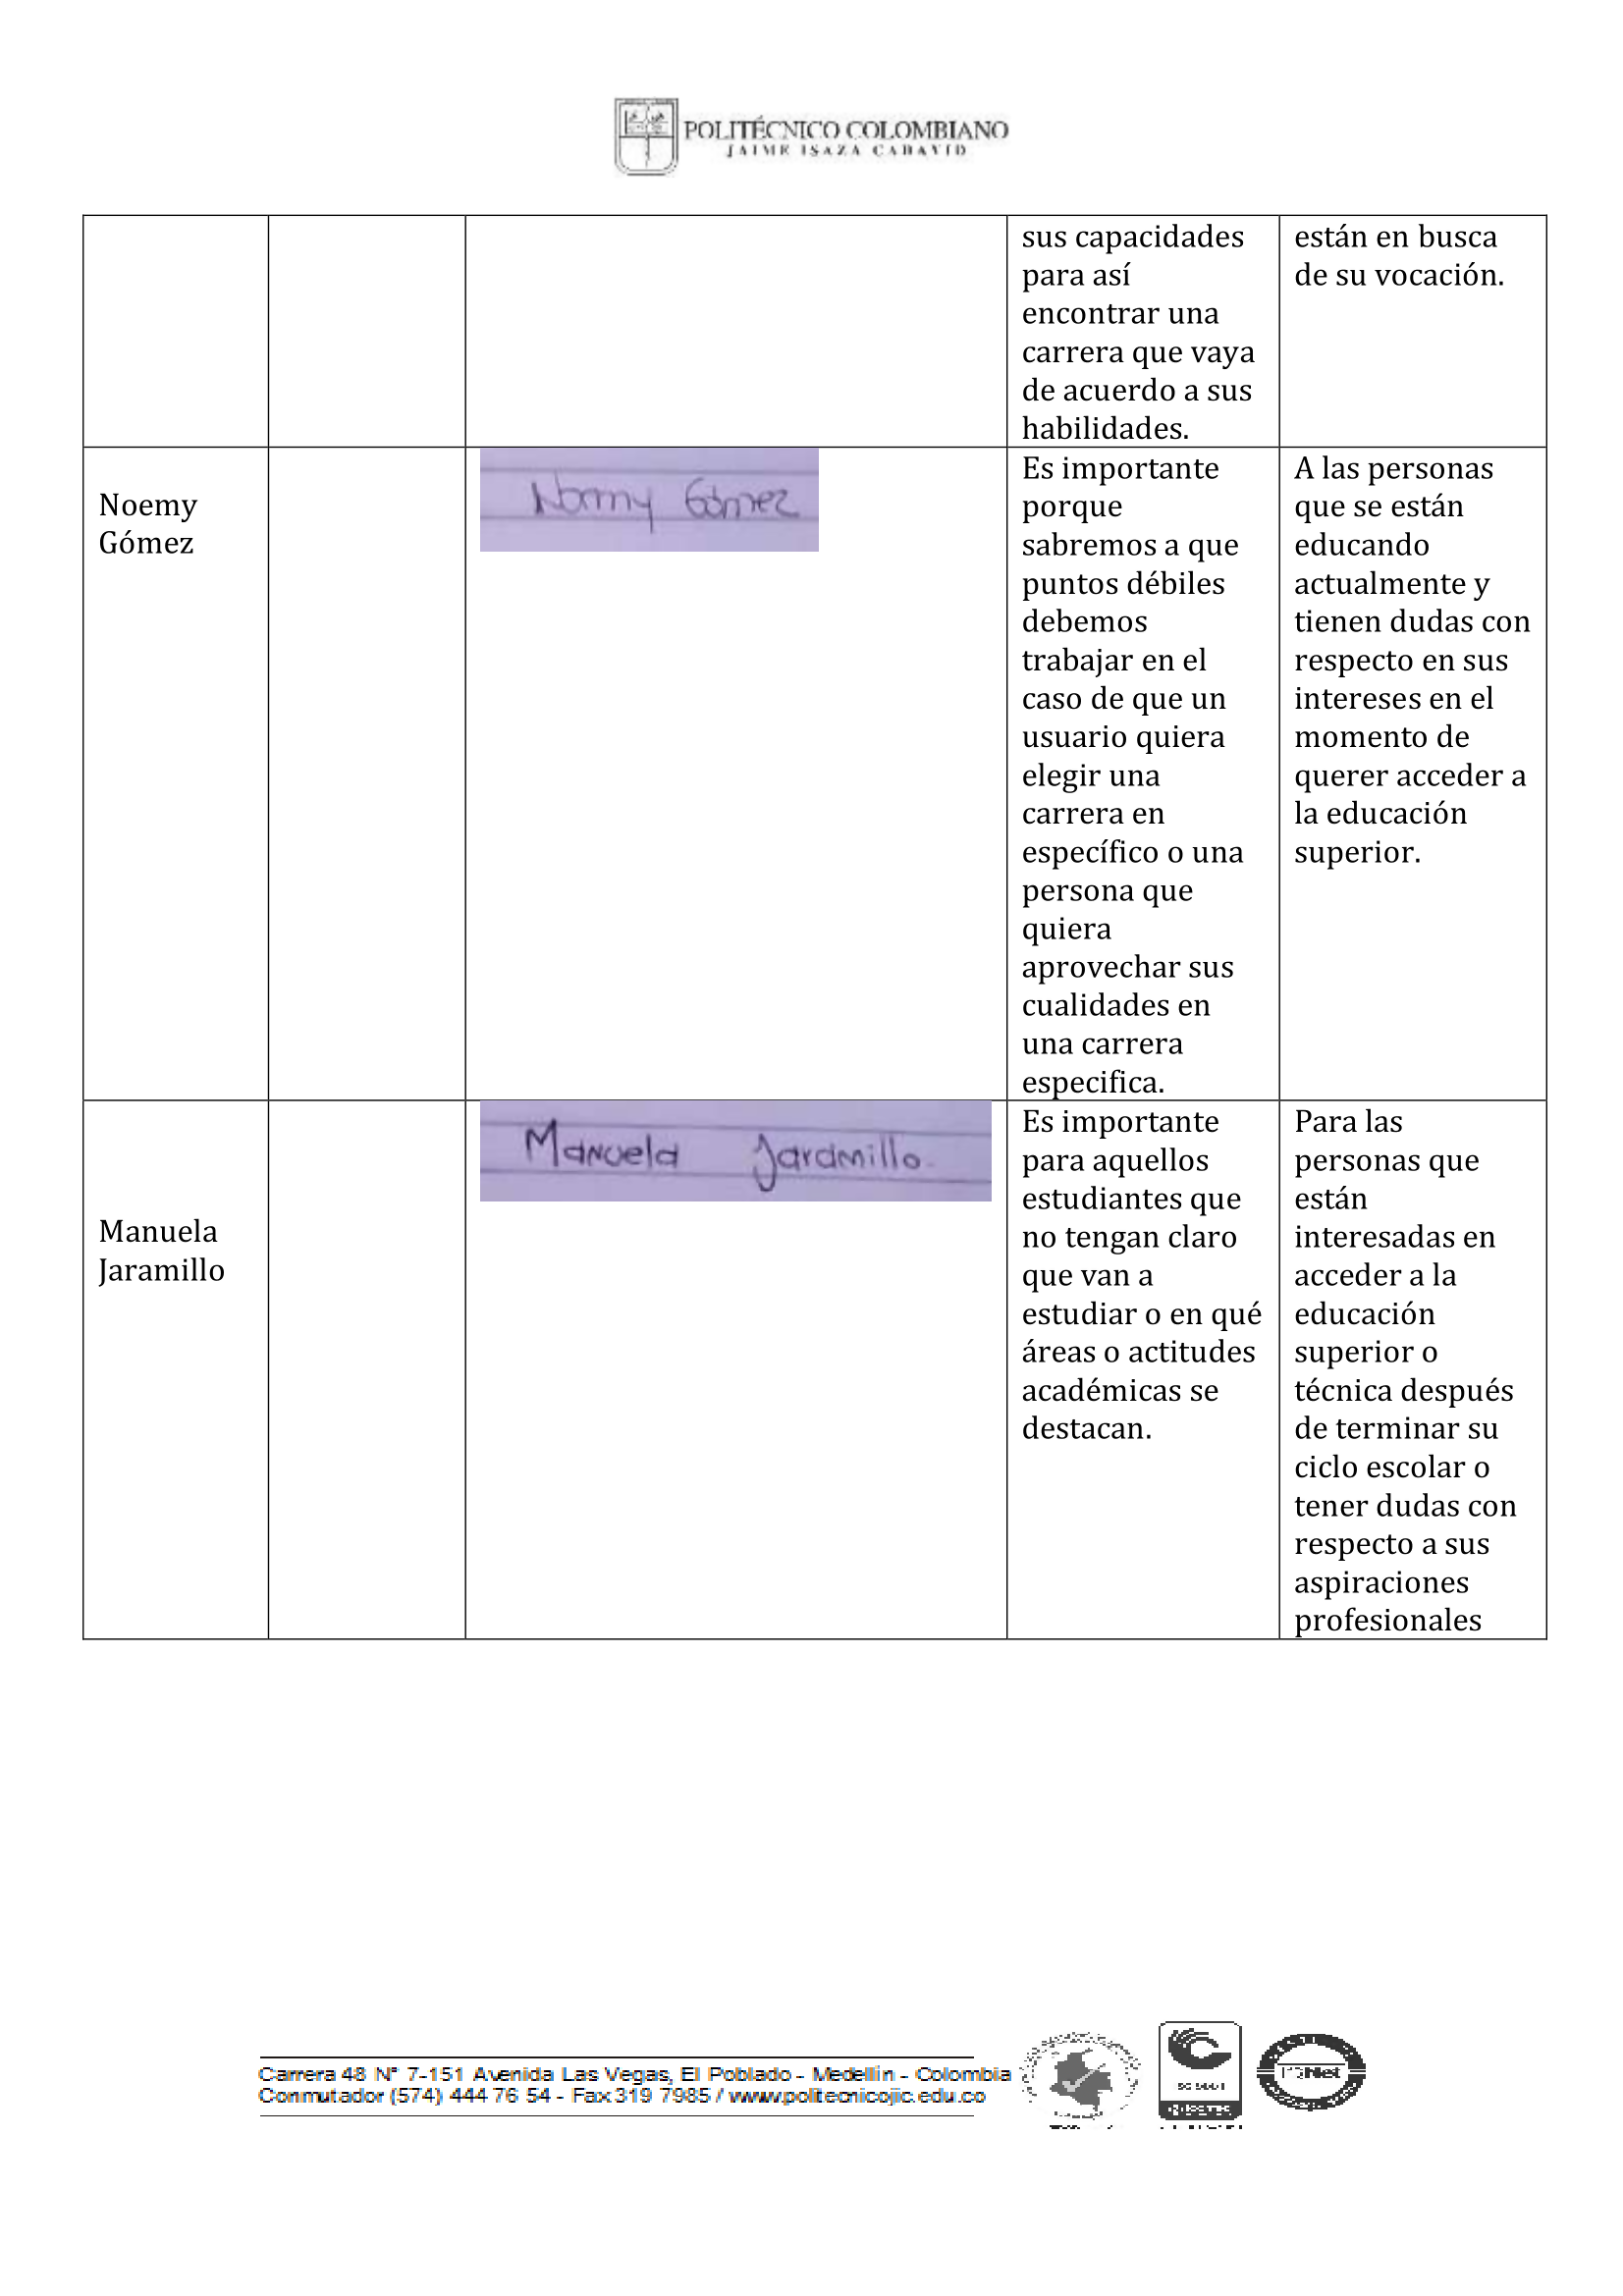 POLITÉCNICO COLOMBIANO
JAIME ISAZA CADAVID
sus capacidades
para así
encontrar una
carrera que vaya
de acuerdo a sus
habilidades.
están en busca
de su vocación.
Noemy
Gómez
Noemy Gómez
Es importante
porque
sabremos a que
puntos débiles
debemos
trabajar en el
caso de que un
usuario quiera
elegir una
carrera en
específico o una
persona que
quiera
aprovechar sus
cualidades en
una carrera
especifica.
A las personas
que se están
educando
actualmente y
tienen dudas con
respecto en sus
intereses en el
momento de
querer acceder a
la educación
superior.
Manuela
Jaramillo
Manuela Jaramillo.
Es importante
para aquellos
estudiantes que
no tengan claro
que van a
estudiar o en qué
áreas o actitudes
académicas se
destacan.
Para las
personas que
están
interesadas en
acceder a la
educación
superior o
técnica después
de terminar su
ciclo escolar o
tener dudas con
respecto a sus
aspiraciones
profesionales
Carrera 48 N° 7-151 Avenida Las Vegas, El Poblado - Medellín - Colombia
Conmutador (574) 444 76 54 - Fax 319 7985 / www.politecnicojic.edu.co